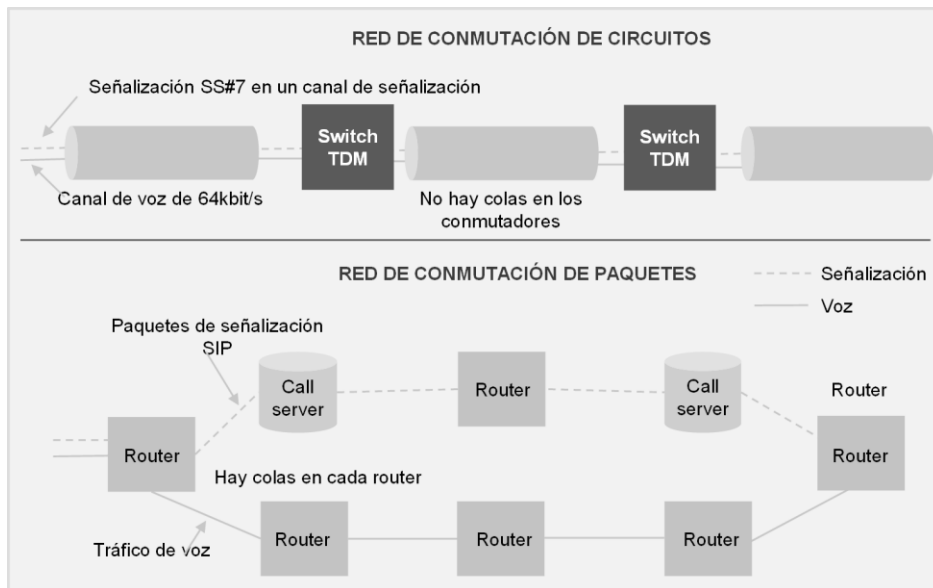 RED DE CONMUTACIÓN DE CIRCUITOS
Señalización SS#7 en un canal de señalización
Switch
TDM
Switch
TDM
Canal de voz de 64kbit/s
No hay colas en los
conmutadores
RED DE CONMUTACIÓN DE PAQUETES
Señalización
Voz
Paquetes de señalización
SIP
Call
server
Router
Call
server
Router
Router
Router
Hay colas en cada router
Tráfico de voz
Router
Router
Router